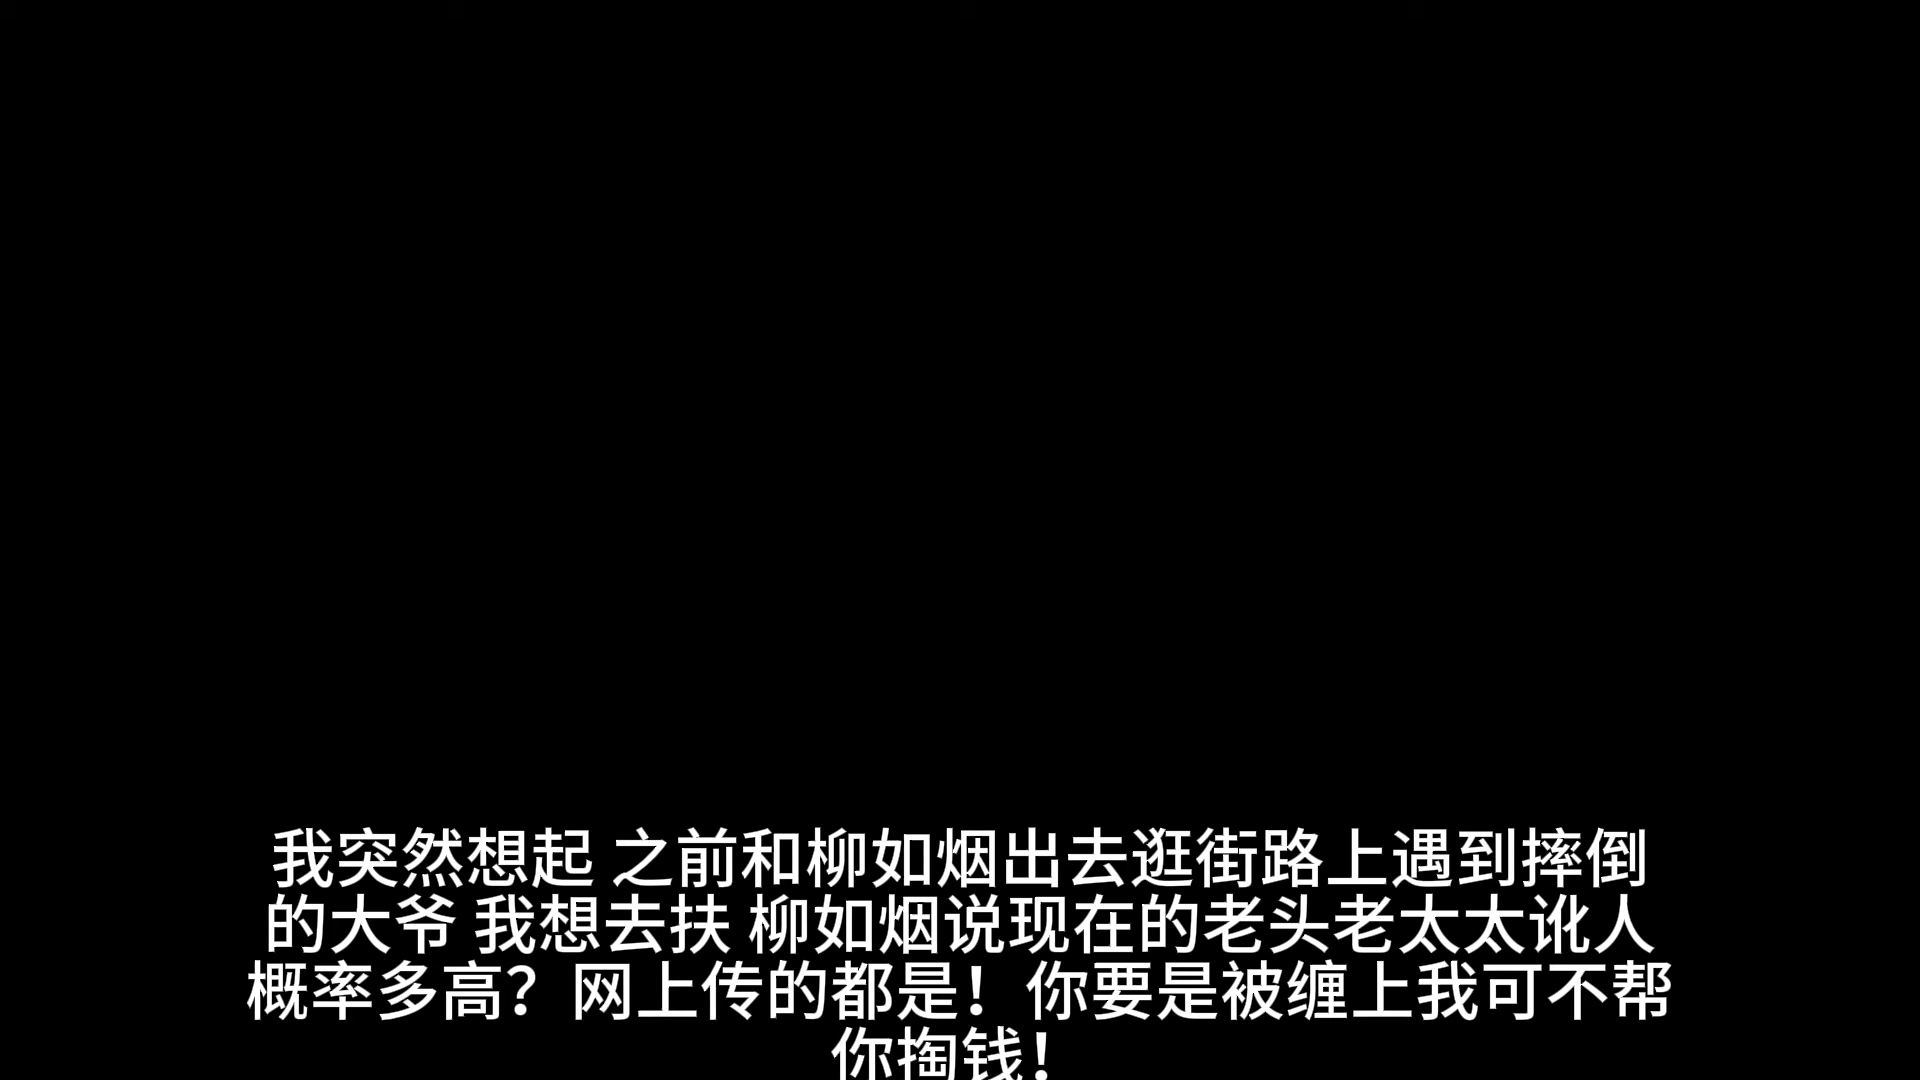 我突然想起 之前和柳如烟出去逛街路上遇到摔倒
的大爷 我想去扶 柳如烟说现在的老头老太太讹人
概率多高？网上传的都是！你要是被缠上我可不帮
你掏钱！